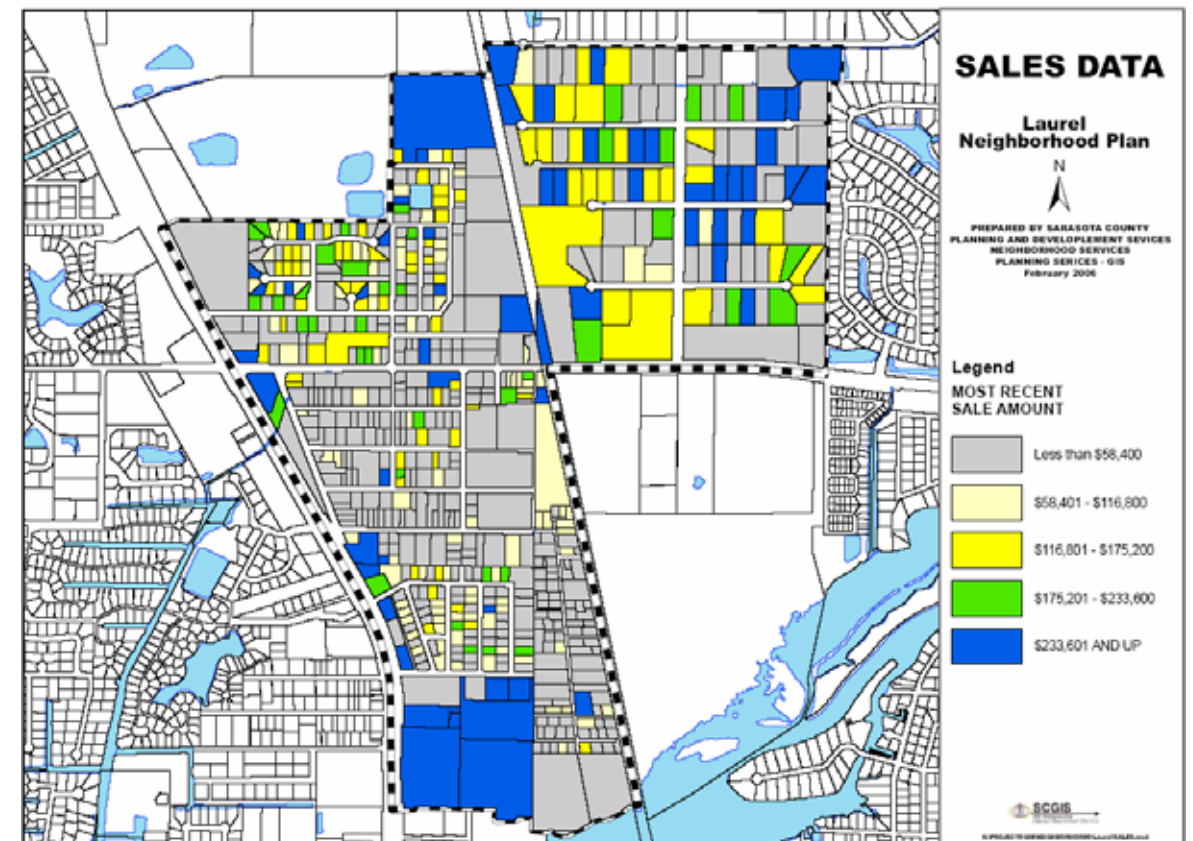 SALES DATA
Laurel
Neighborhood Plan
N
PREPARED BY SARASOTA COUNTY
PLANNING AND DEVELOPLEMENT SEVICES
NEIGHBORHOOD SERVICES
PLANNING SERICES - GIS
February 2006
Legend
MOST RECENT
SALE AMOUNT
Less than $58,400
$58,401 - $116,800
$116,801 - $175,200
$175,201 - $233,600
$233,601 AND UP
SCGIS